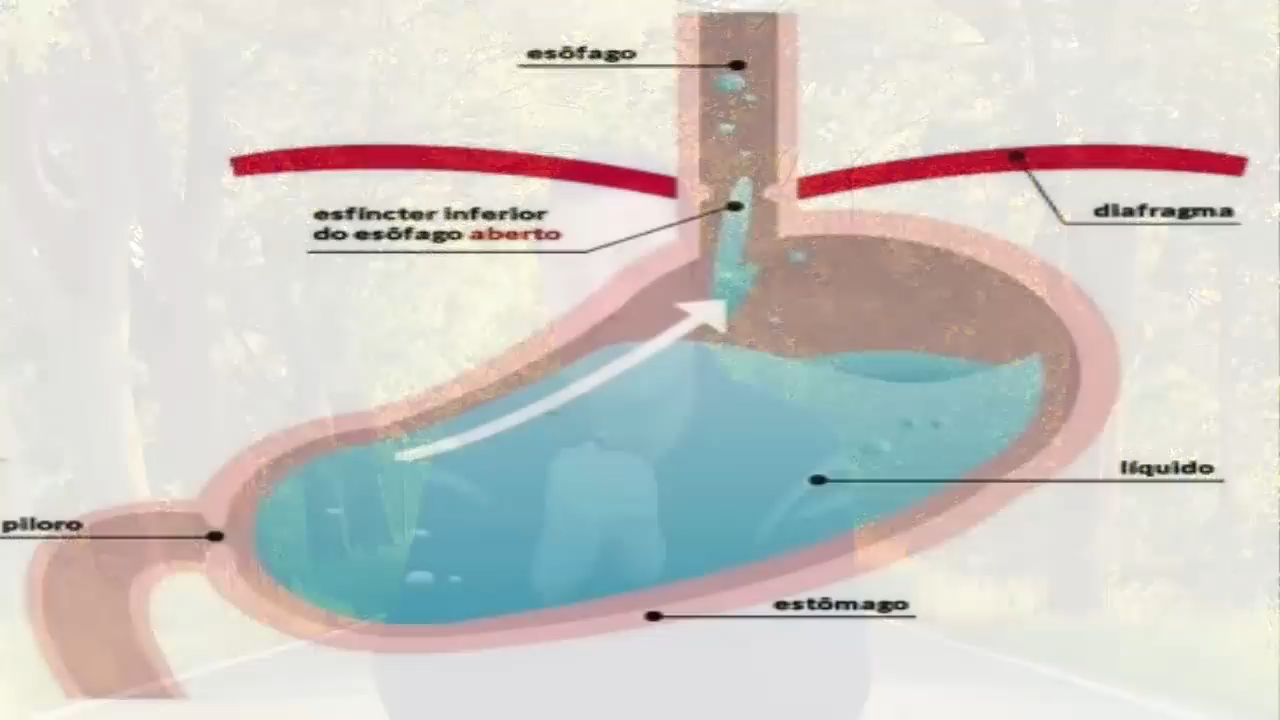 esôfago
esfíncter inferior
do esôfago aberto
diafragma
líquido
piloro
estômago